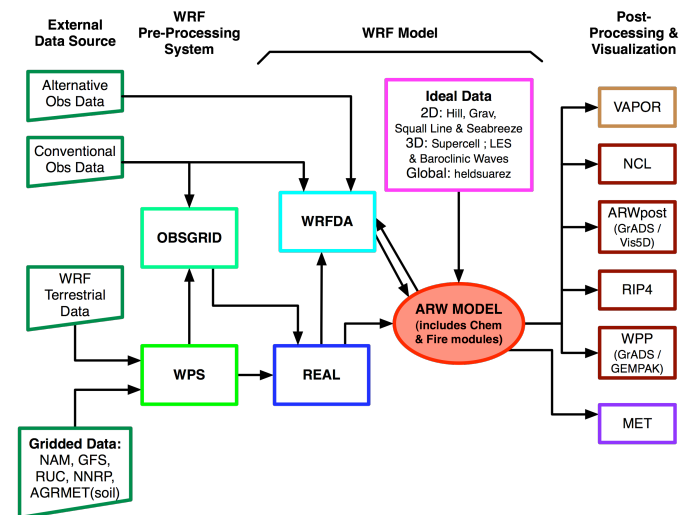 External
Data Source
WRF
Pre-Processing
System
WRF Model
Post-
Processing &
Visualization
Alternative
Obs Data
Conventional
Obs Data
WRF
Terrestrial
Data
Gridded Data:
NAM, GFS,
RUC, NNRP,
AGRMET(soil)
OBSGRID
WPS
REAL
WRFDA
Ideal Data
2D: Hill, Grav,
Squall Line & Seabreeze
3D: Supercell ; LES
& Baroclinic Waves
Global: heldsuarez
ARW MODEL
(includes Chem
& Fire modules)
VAPOR
NCL
ARWpost
(GrADS /
Vis5D)
RIP4
WPP
(GrADS /
GEMPAK)
MET